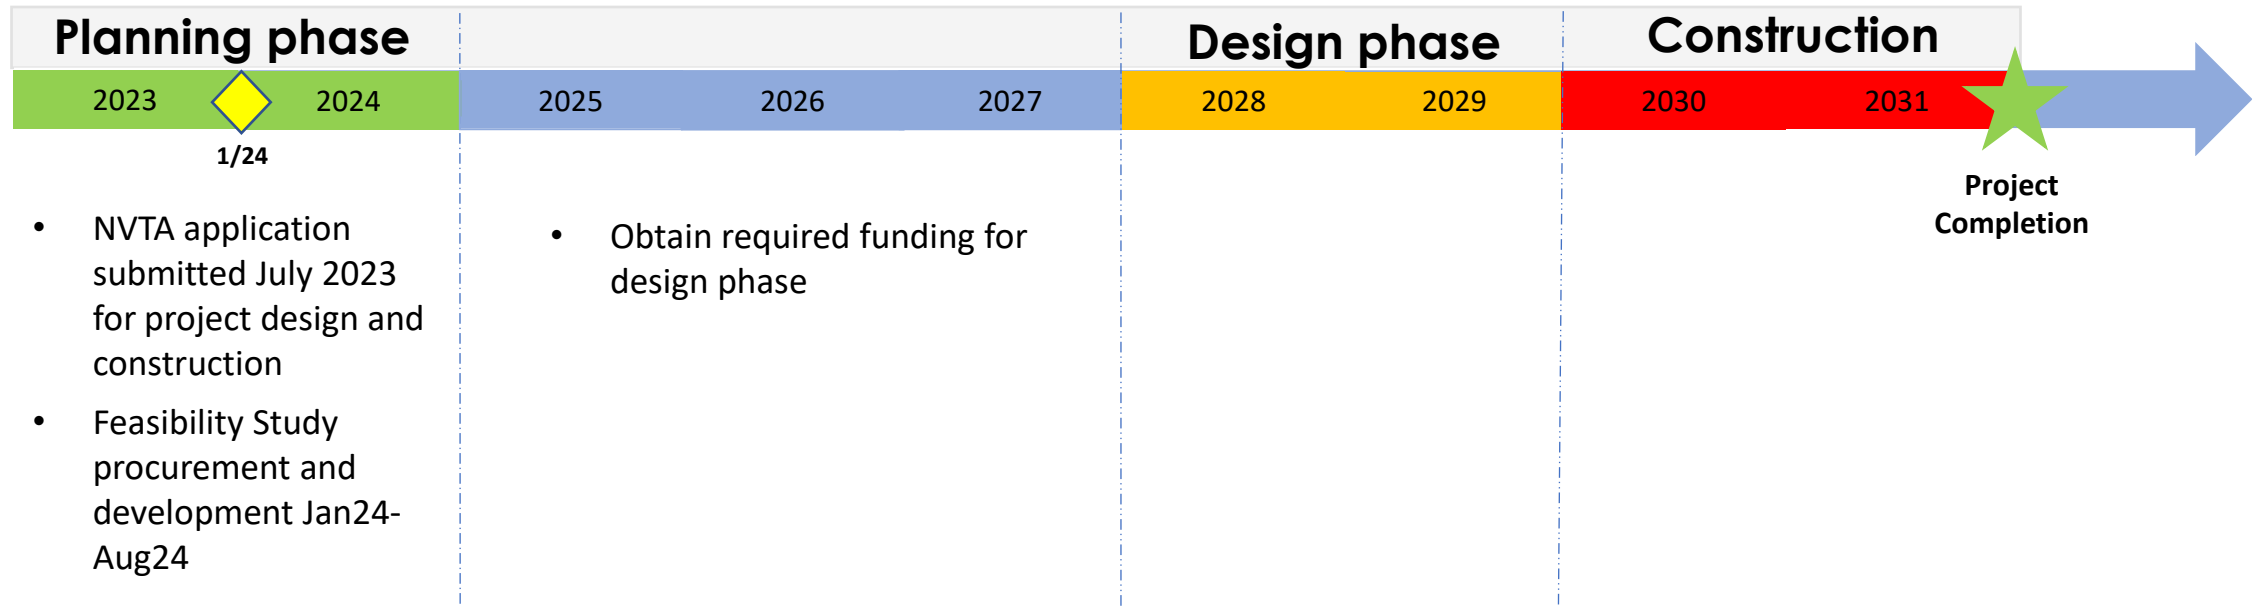 Planning phase
Design phase
Construction
2023
2024
2025
2026
2027
2028
2029
2030
2031
1/24
Project
Completion
• NVTA application
submitted July 2023
for project design and
construction
• Feasibility Study
procurement and
development Jan24-
Aug24
• Obtain required funding for
design phase